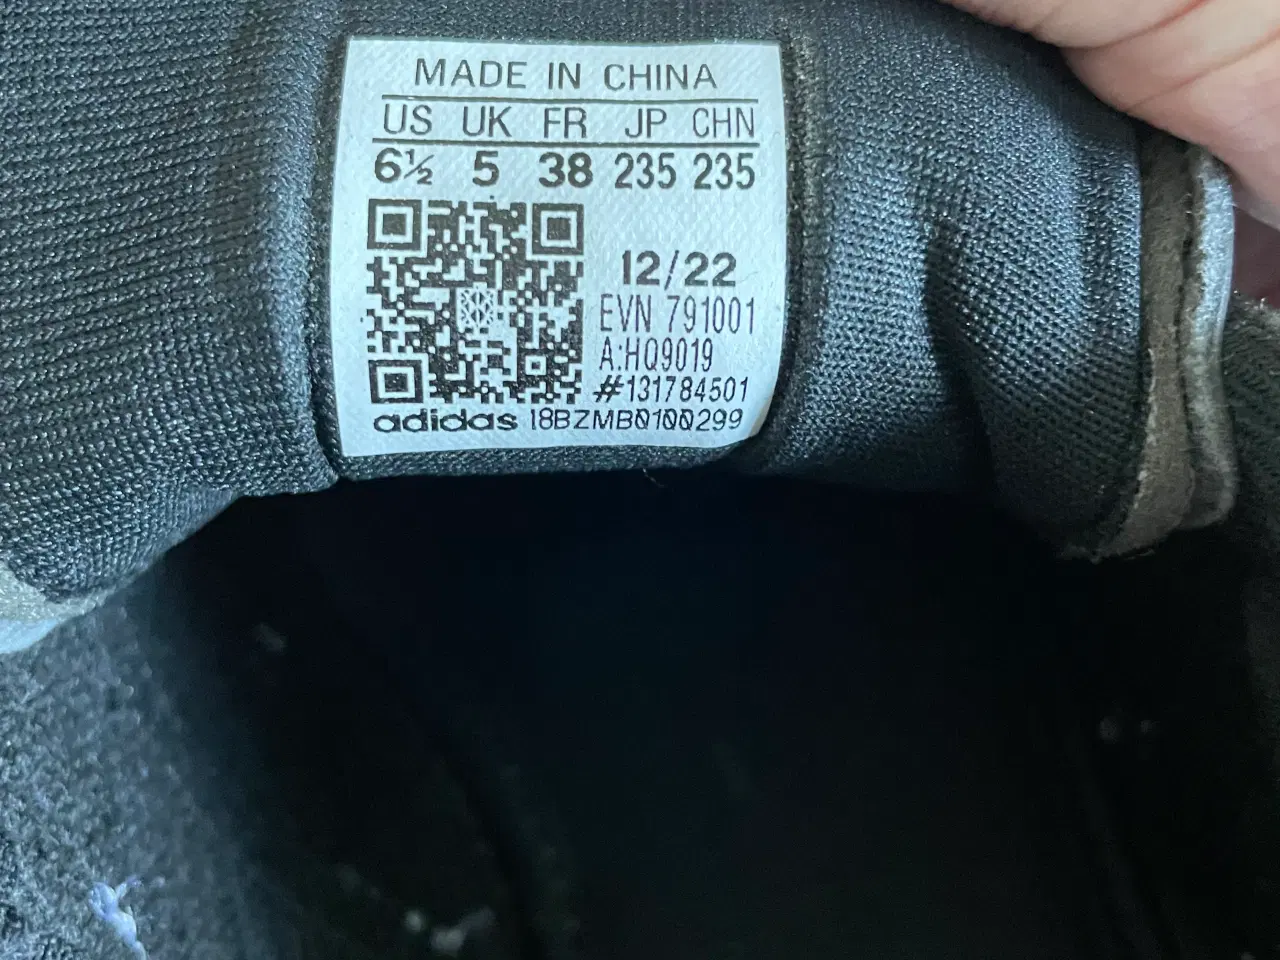 MADE IN CHINA
US UK FR JP CHN
6½ 5 38 235 235
12/22
EVN 791001
A:HQ9019
#131784501
adidas 18BZMB0100299